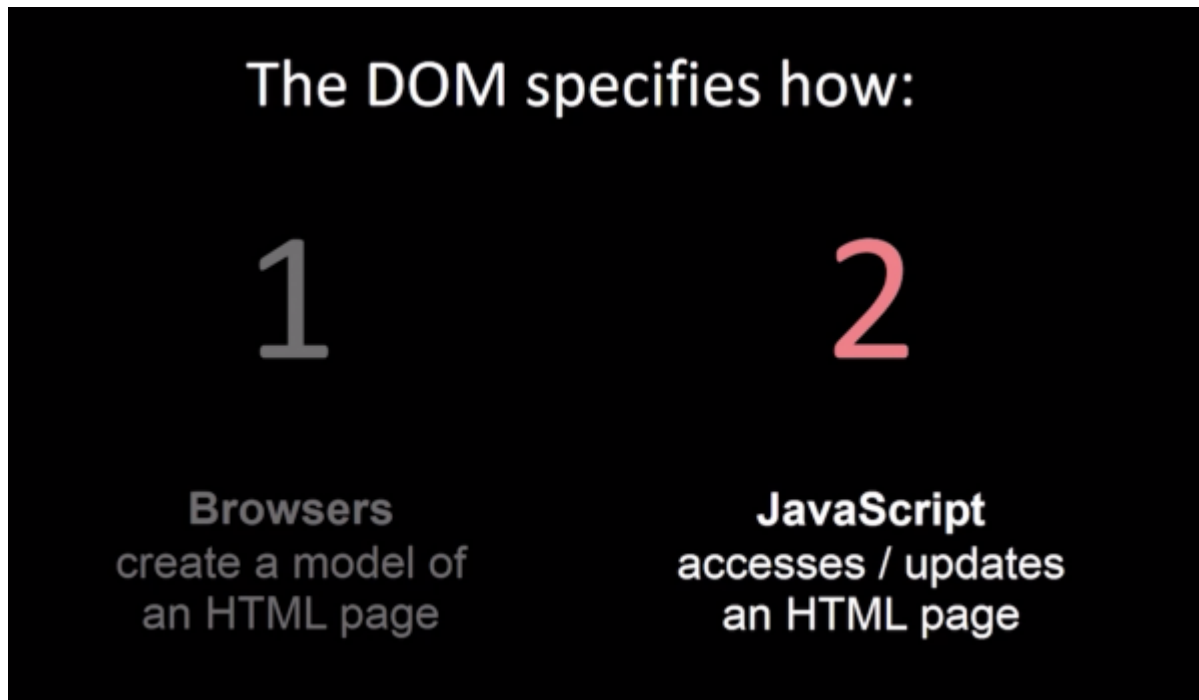 The DOM specifies how:
1
Browsers
create a model of
an HTML page
2
JavaScript
accesses / updates
an HTML page